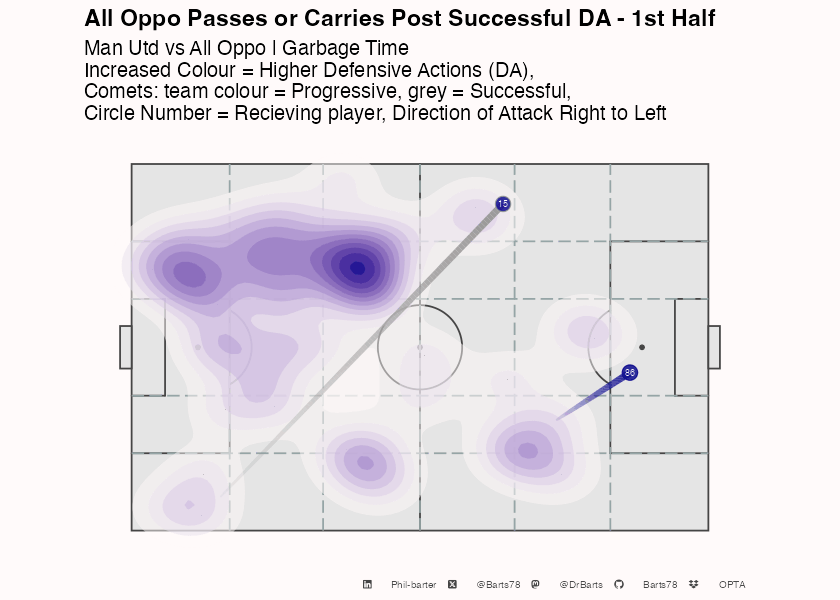 All Oppo Passes or Carries Post Successful DA - 1st Half
Man Utd vs All Oppo | Garbage Time
Increased Colour = Higher Defensive Actions (DA),
Comets: team colour = Progressive, grey = Successful,
Circle Number = Recieving player, Direction of Attack Right to Left
15
86
Phil-barter @Barts78 @DrBarts Barts78 OPTA